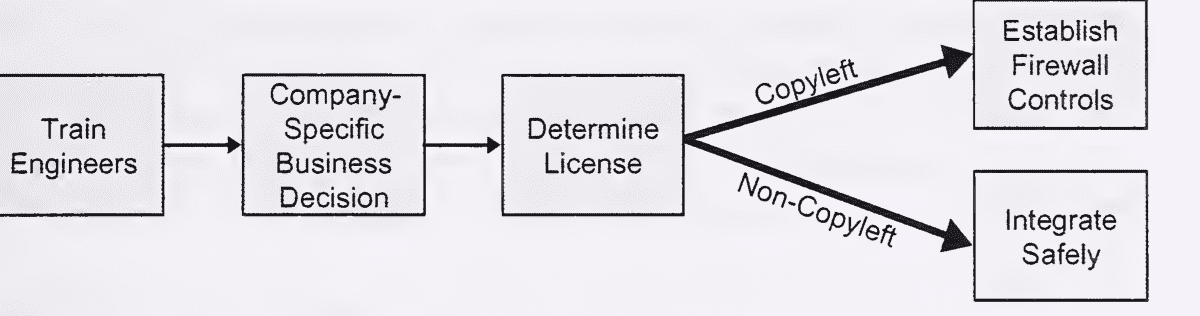 Train
Engineers
Company-
Specific
Business
Decision
Determine
License
Copyleft
Non-Copyleft
Establish
Firewall
Controls
Integrate
Safely